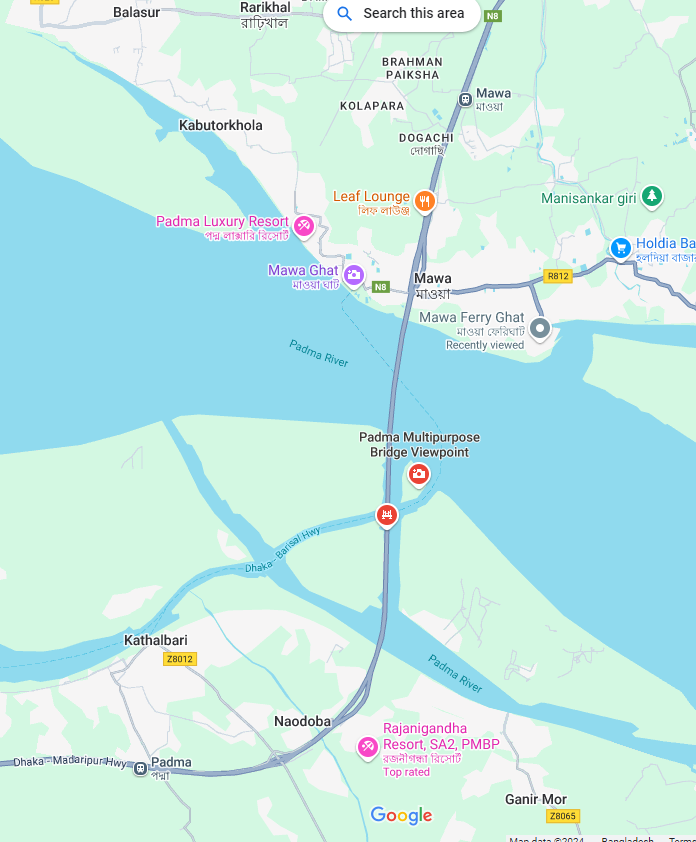 Rarikhal
রাঢ়িখাল
Balasur
Search this area
N8
BRAHMAN
PAIKSHA
Mawa
মাওয়া
KOLAPARA
Kabutorkhola
DOGACHI
দোগাছি
Leaf Lounge
লিফ লাউঞ্জ
Manisankar giri
Padma Luxury Resort
পদ্ম লাক্সারি রিসোর্ট
Holdia Ba
হলদিয়া বাজার
Mawa Ghat
মাওয়া ঘাট
N8
Mawa
মাওয়া
R812
Mawa Ferry Ghat
মাওয়া ফেরিঘাট
Recently viewed
Padma River
Padma Multipurpose
Bridge Viewpoint
Dhaka - Barisal Hwy
Kathalbari
Z8012
Padma River
Naodoba
Rajanigandha
Resort, SA2, PMBP
রজনীগন্ধা রিসোর্ট
Top rated
Dhaka - Madaripur Hwy
Padma
পদ্মা
Ganir Mor
Z8065
Google
Map data ©2024
Bangladesh
Terms